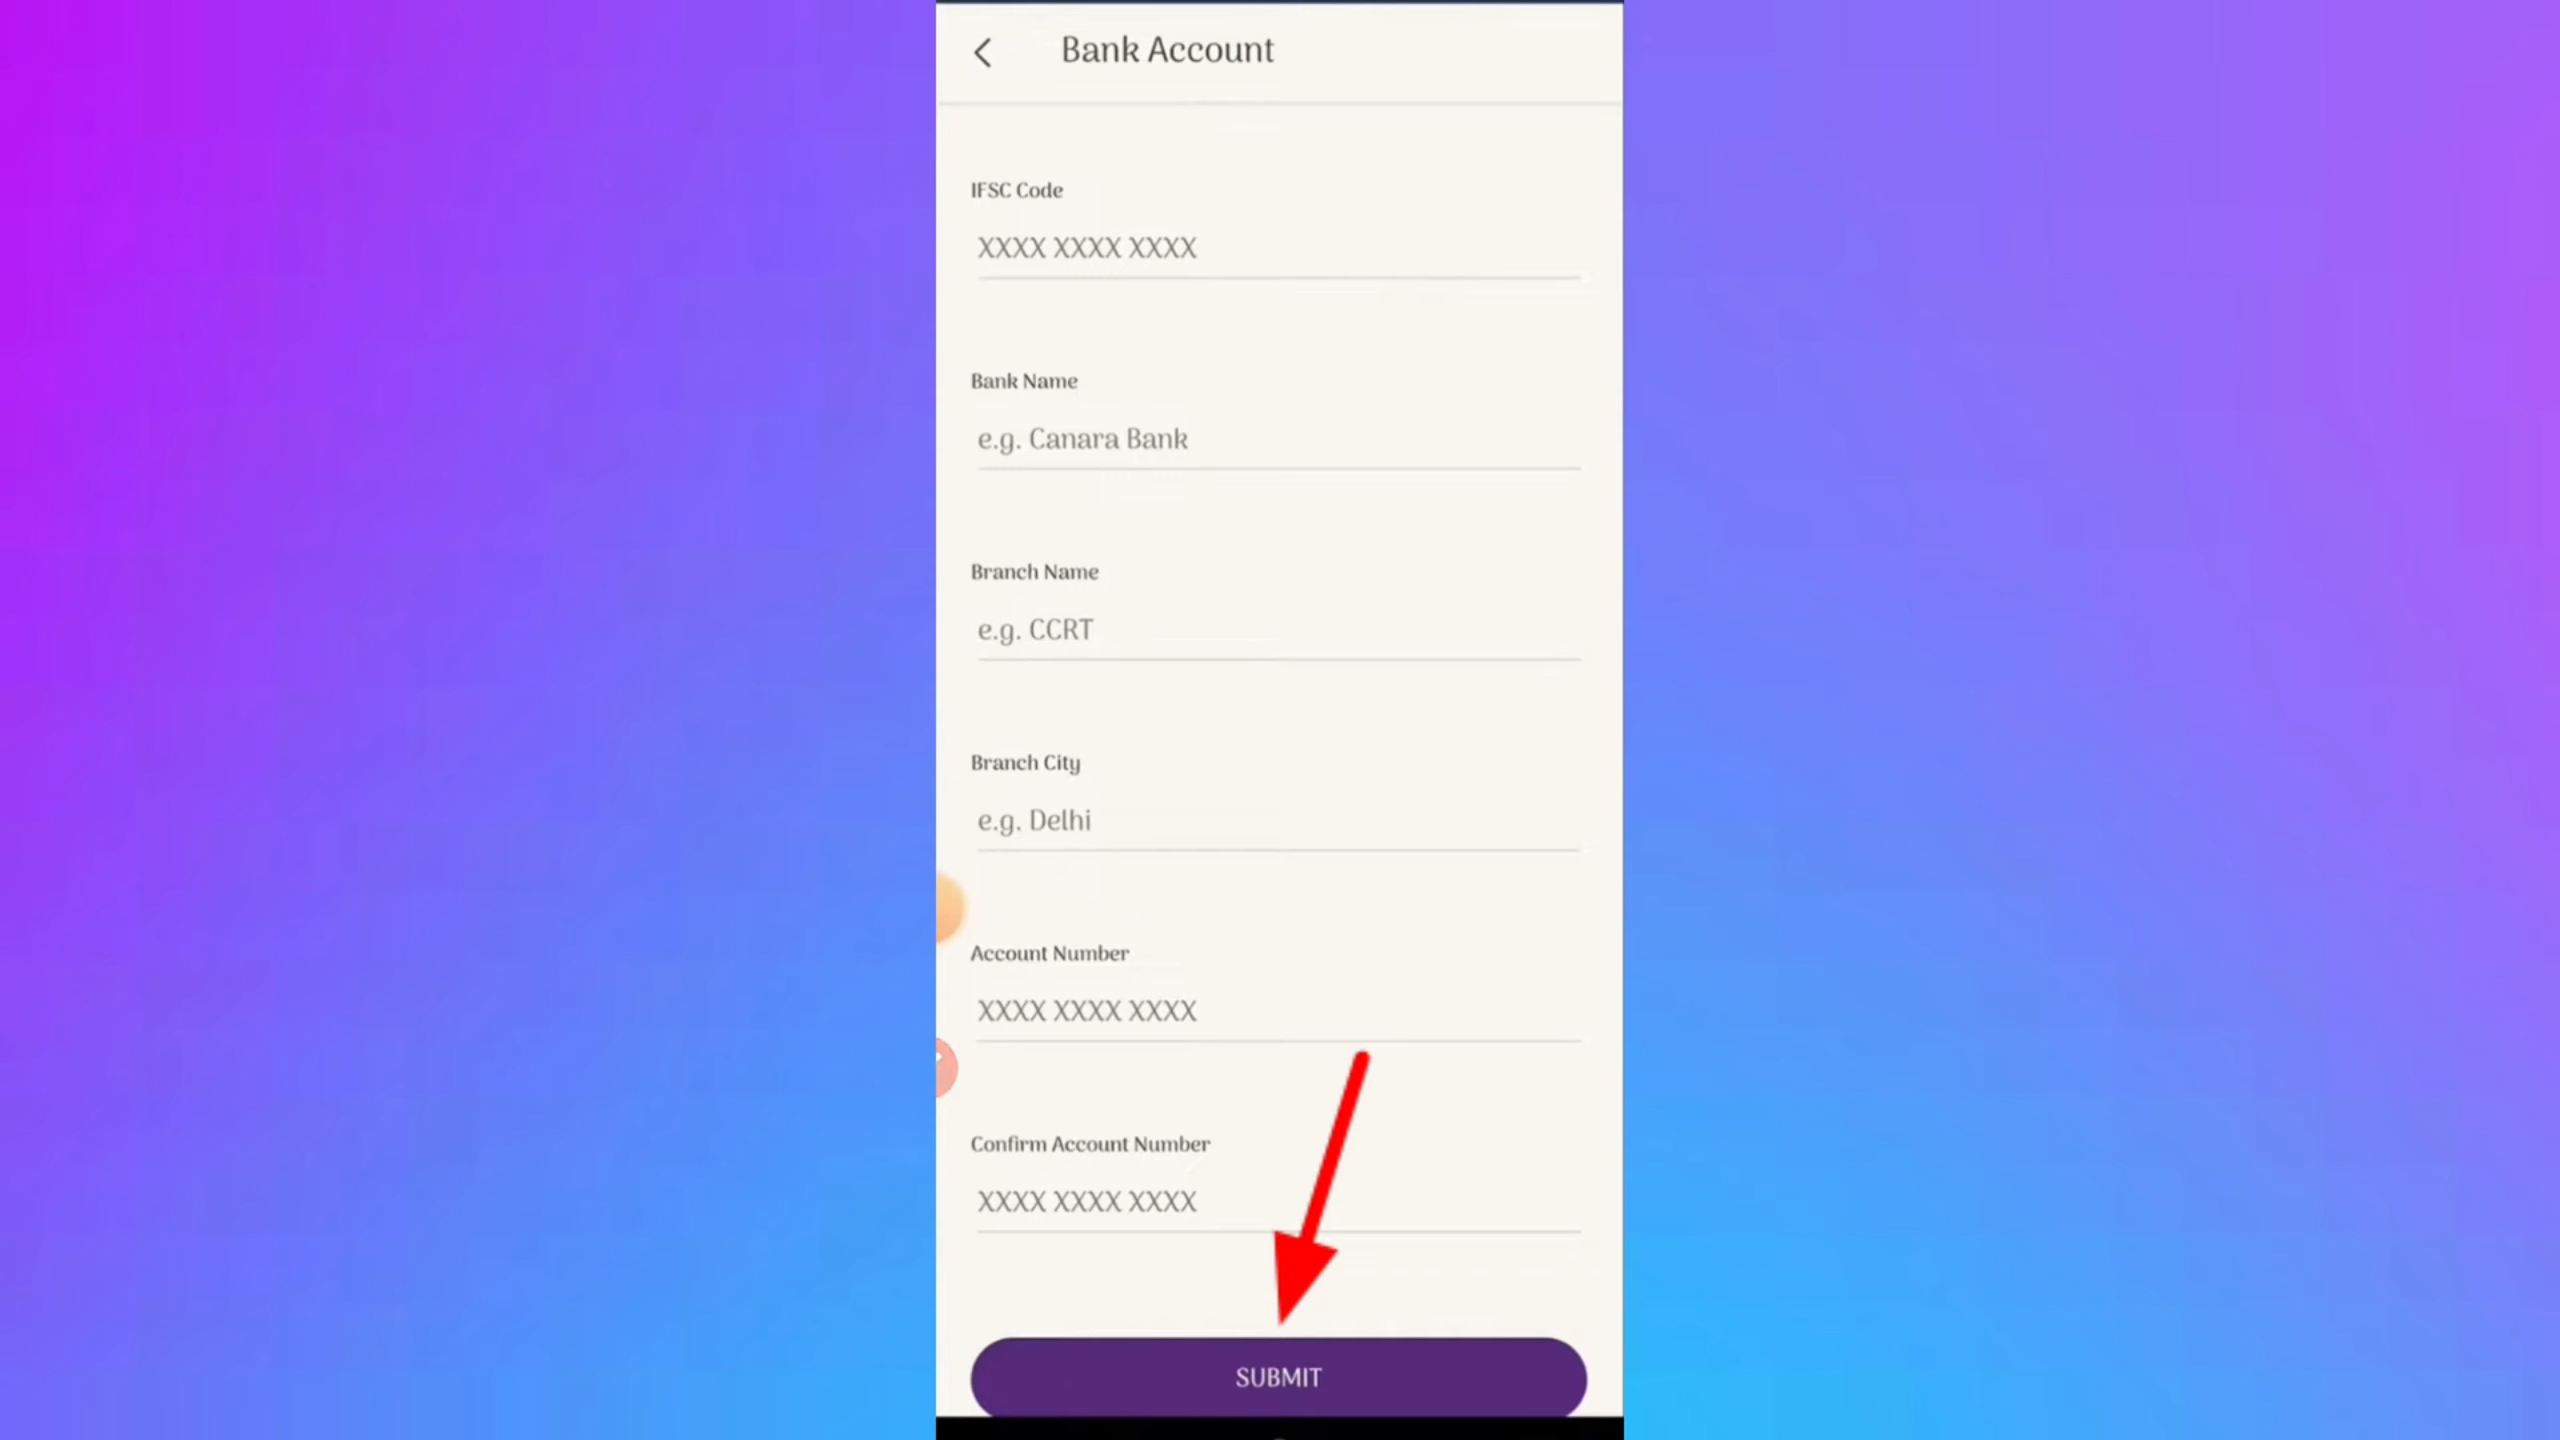 Bank Account
IFSC Code
XXXX XXXX XXXX
Bank Name
e.g. Canara Bank
Branch Name
e.g. CCRT
Branch City
e.g. Delhi
Account Number
XXXX XXXX XXXX
Confirm Account Number
XXXX XXXX XXXX
SUBMIT